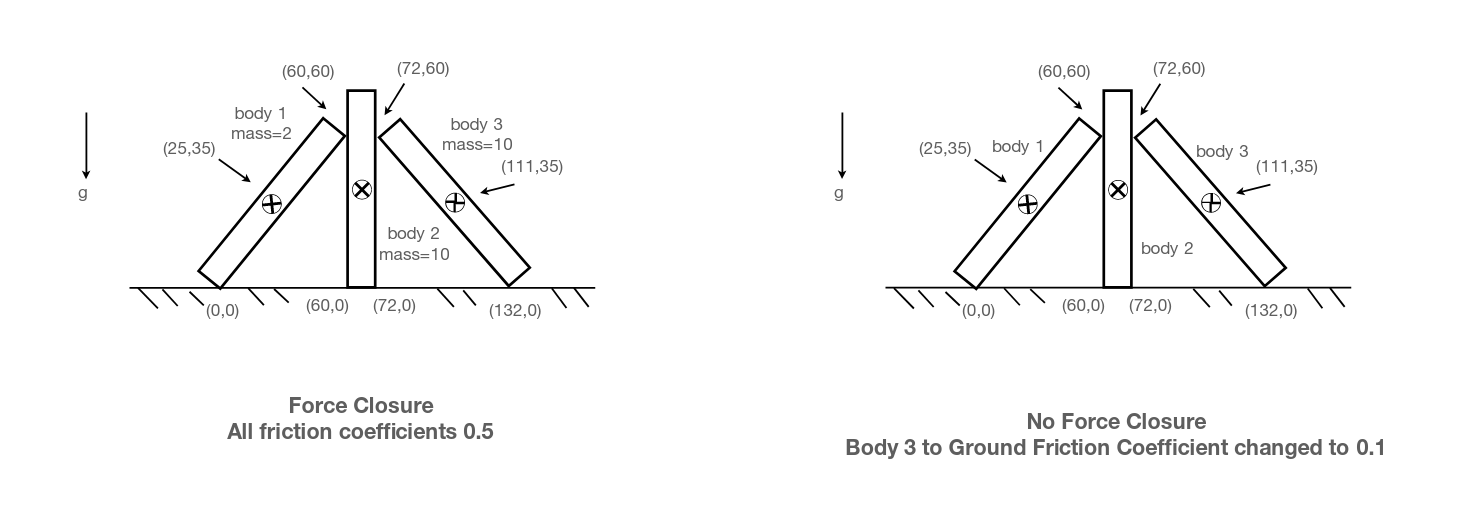 (60,60)
(72,60)
body 1
mass=2
body 3
mass=10
(25,35)
(111,35)
g
body 2
mass=10
(0,0)
(60,0)
(72,0)
(132,0)
Force Closure
All friction coefficients 0.5
(60,60)
(72,60)
(25,35)
body 1
body 3
(111,35)
g
body 2
(0,0)
(60,0)
(72,0)
(132,0)
No Force Closure
Body 3 to Ground Friction Coefficient changed to 0.1